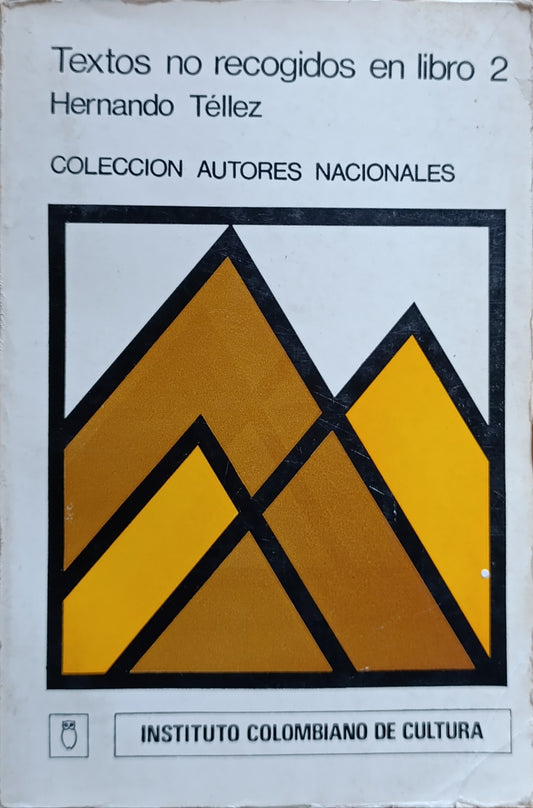 Textos no recogidos en libro 2
Hernando Téllez
COLECCION AUTORES NACIONALES
INSTITUTO COLOMBIANO DE CULTURA